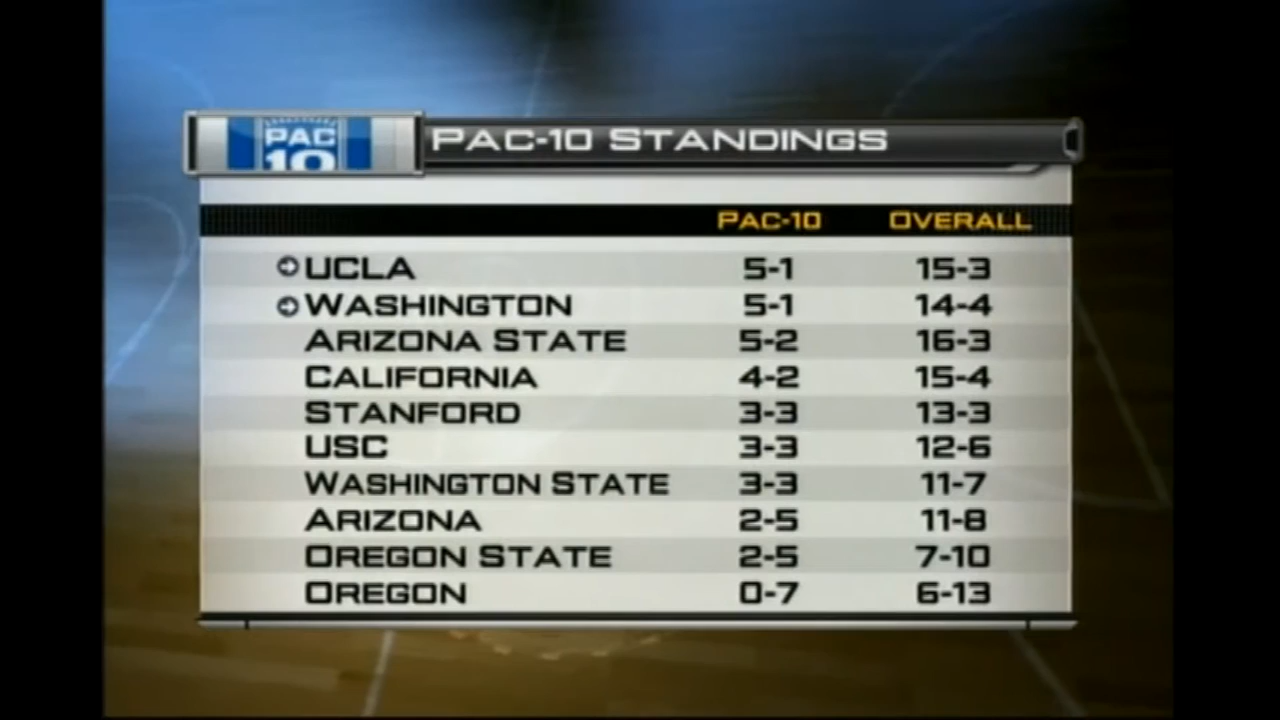 PAC 10 PAC-10 STANDINGS
PAC-10 OVERALL
UCLA 5-1 15-3
WASHINGTON 5-1 14-4
ARIZONA STATE 5-2 16-3
CALIFORNIA 4-2 15-4
STANFORD 3-3 13-3
USC 3-3 12-6
WASHINGTON STATE 3-3 11-7
ARIZONA 2-5 11-8
OREGON STATE 2-5 7-10
OREGON 0-7 6-13